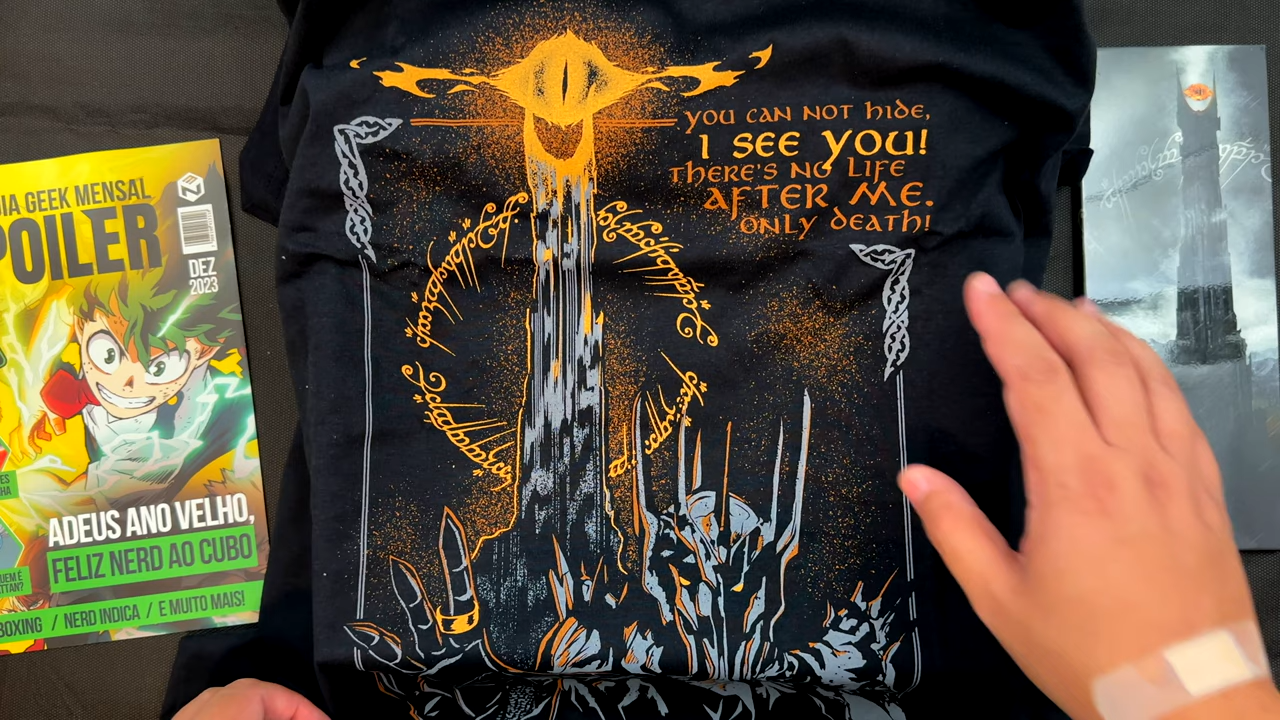 IA GEEK MENSAL
POILER
DEZ
2023
ADEUS ANO VELHO,
FELIZ NERD AO CUBO
BOXING / NERD INDICA / E MUITO MAIS!
YOU CAN NOT HIDE,
I SEE YOU!
THERE'S NO LIFE
AFTER ME.
ONLY DEATH!